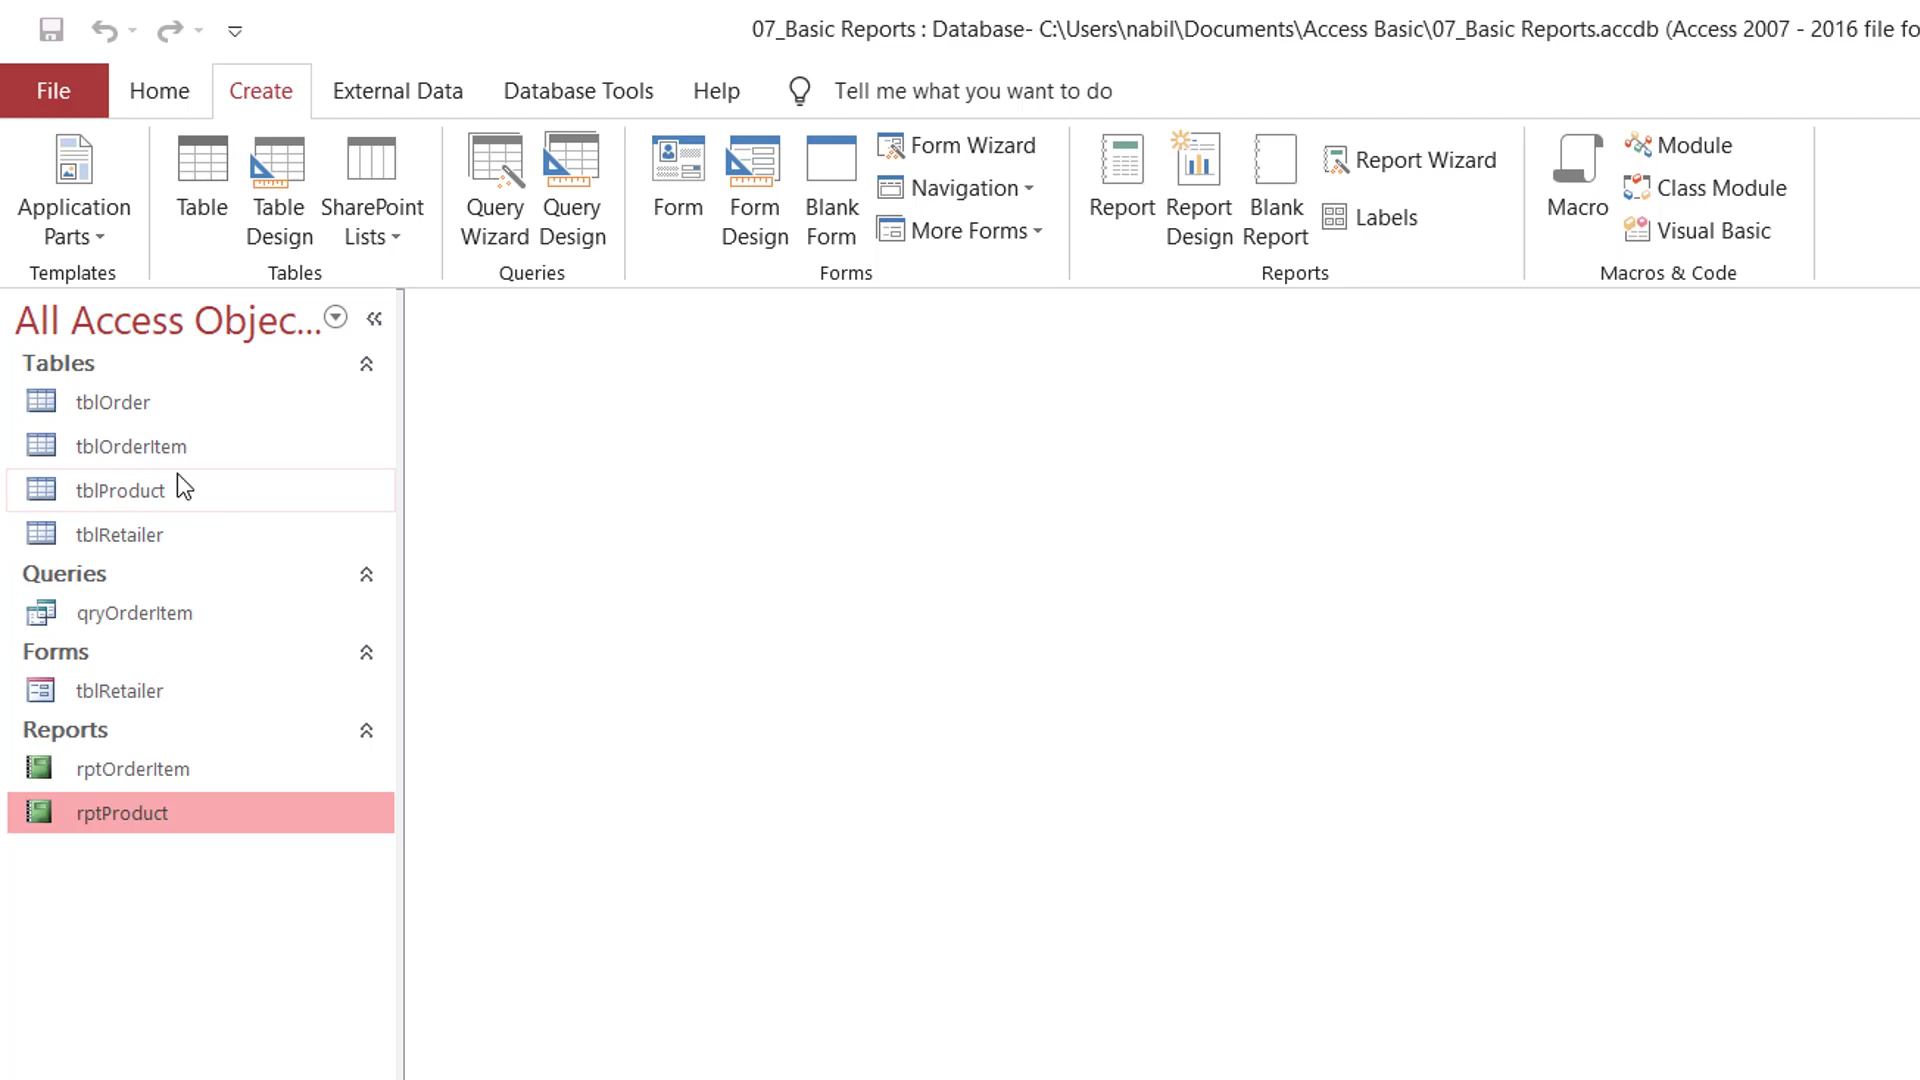 07_Basic Reports : Database- C:\Users\nabil\Documents\Access Basic\07_Basic Reports.accdb (Access 2007 - 2016 file fo
File Home Create External Data Database Tools Help Tell me what you want to do
Application Parts
Templates
Table
Table Design
SharePoint Lists
Tables
Query Wizard
Query Design
Queries
Form
Form Design
Blank Form
Form Wizard
Navigation
More Forms
Forms
Report
Report Design
Blank Report
Report Wizard
Labels
Reports
Macro
Module
Class Module
Visual Basic
Macros & Code
All Access Objec...
Tables
tblOrder
tblOrderItem
tblProduct
tblRetailer
Queries
qryOrderItem
Forms
tblRetailer
Reports
rptOrderItem
rptProduct